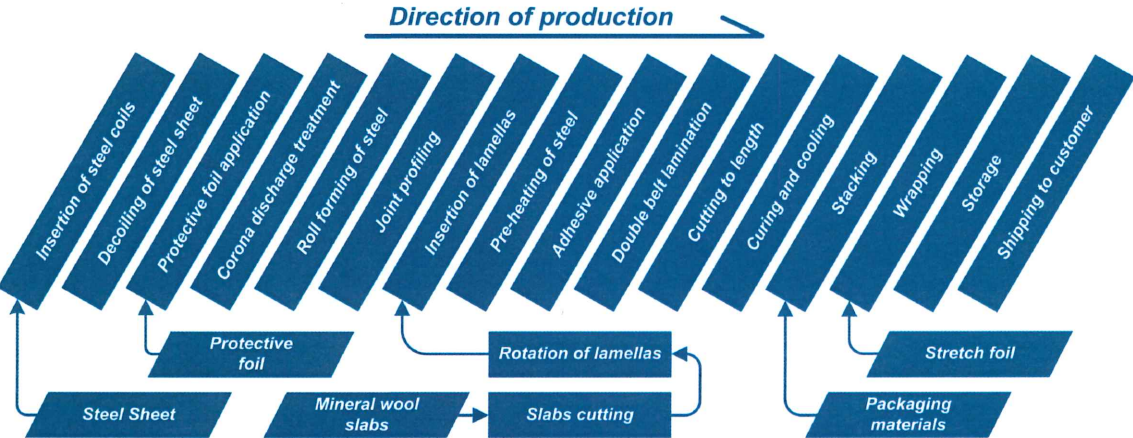 Direction of production
Insertion of steel coils
Decoiling of steel sheet
Protective foil application
Corona discharge treatment
Roll forming of steel
Joint profiling
Insertion of lamellas
Pre-heating of steel
Adhesive application
Double belt lamination
Cutting to length
Curing and cooling
Stacking
Wrapping
Storage
Shipping to customer
Protective
foil
Rotation of lamellas
Stretch foil
Steel Sheet
Mineral wool
slabs
Slabs cutting
Packaging
materials